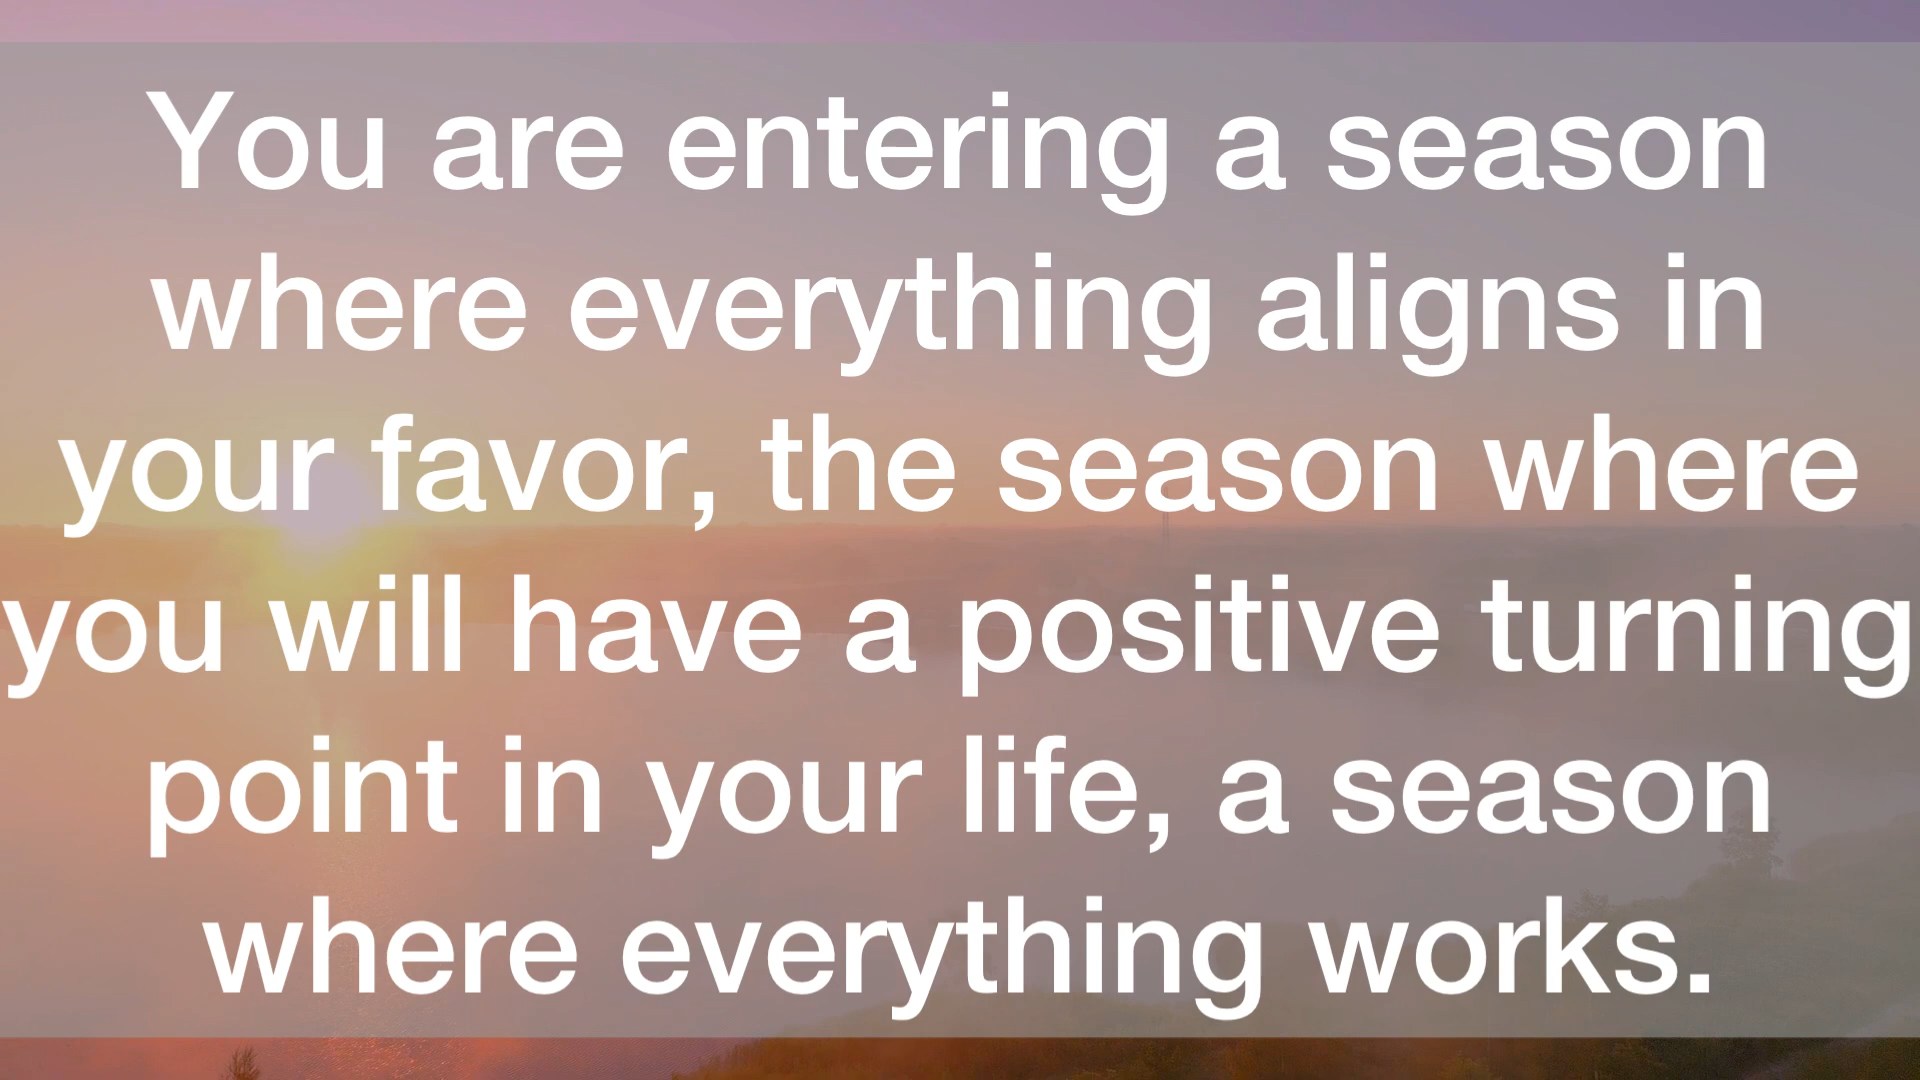 You are entering a season
where everything aligns in
your favor, the season where
you will have a positive turning
point in your life, a season
where everything works.